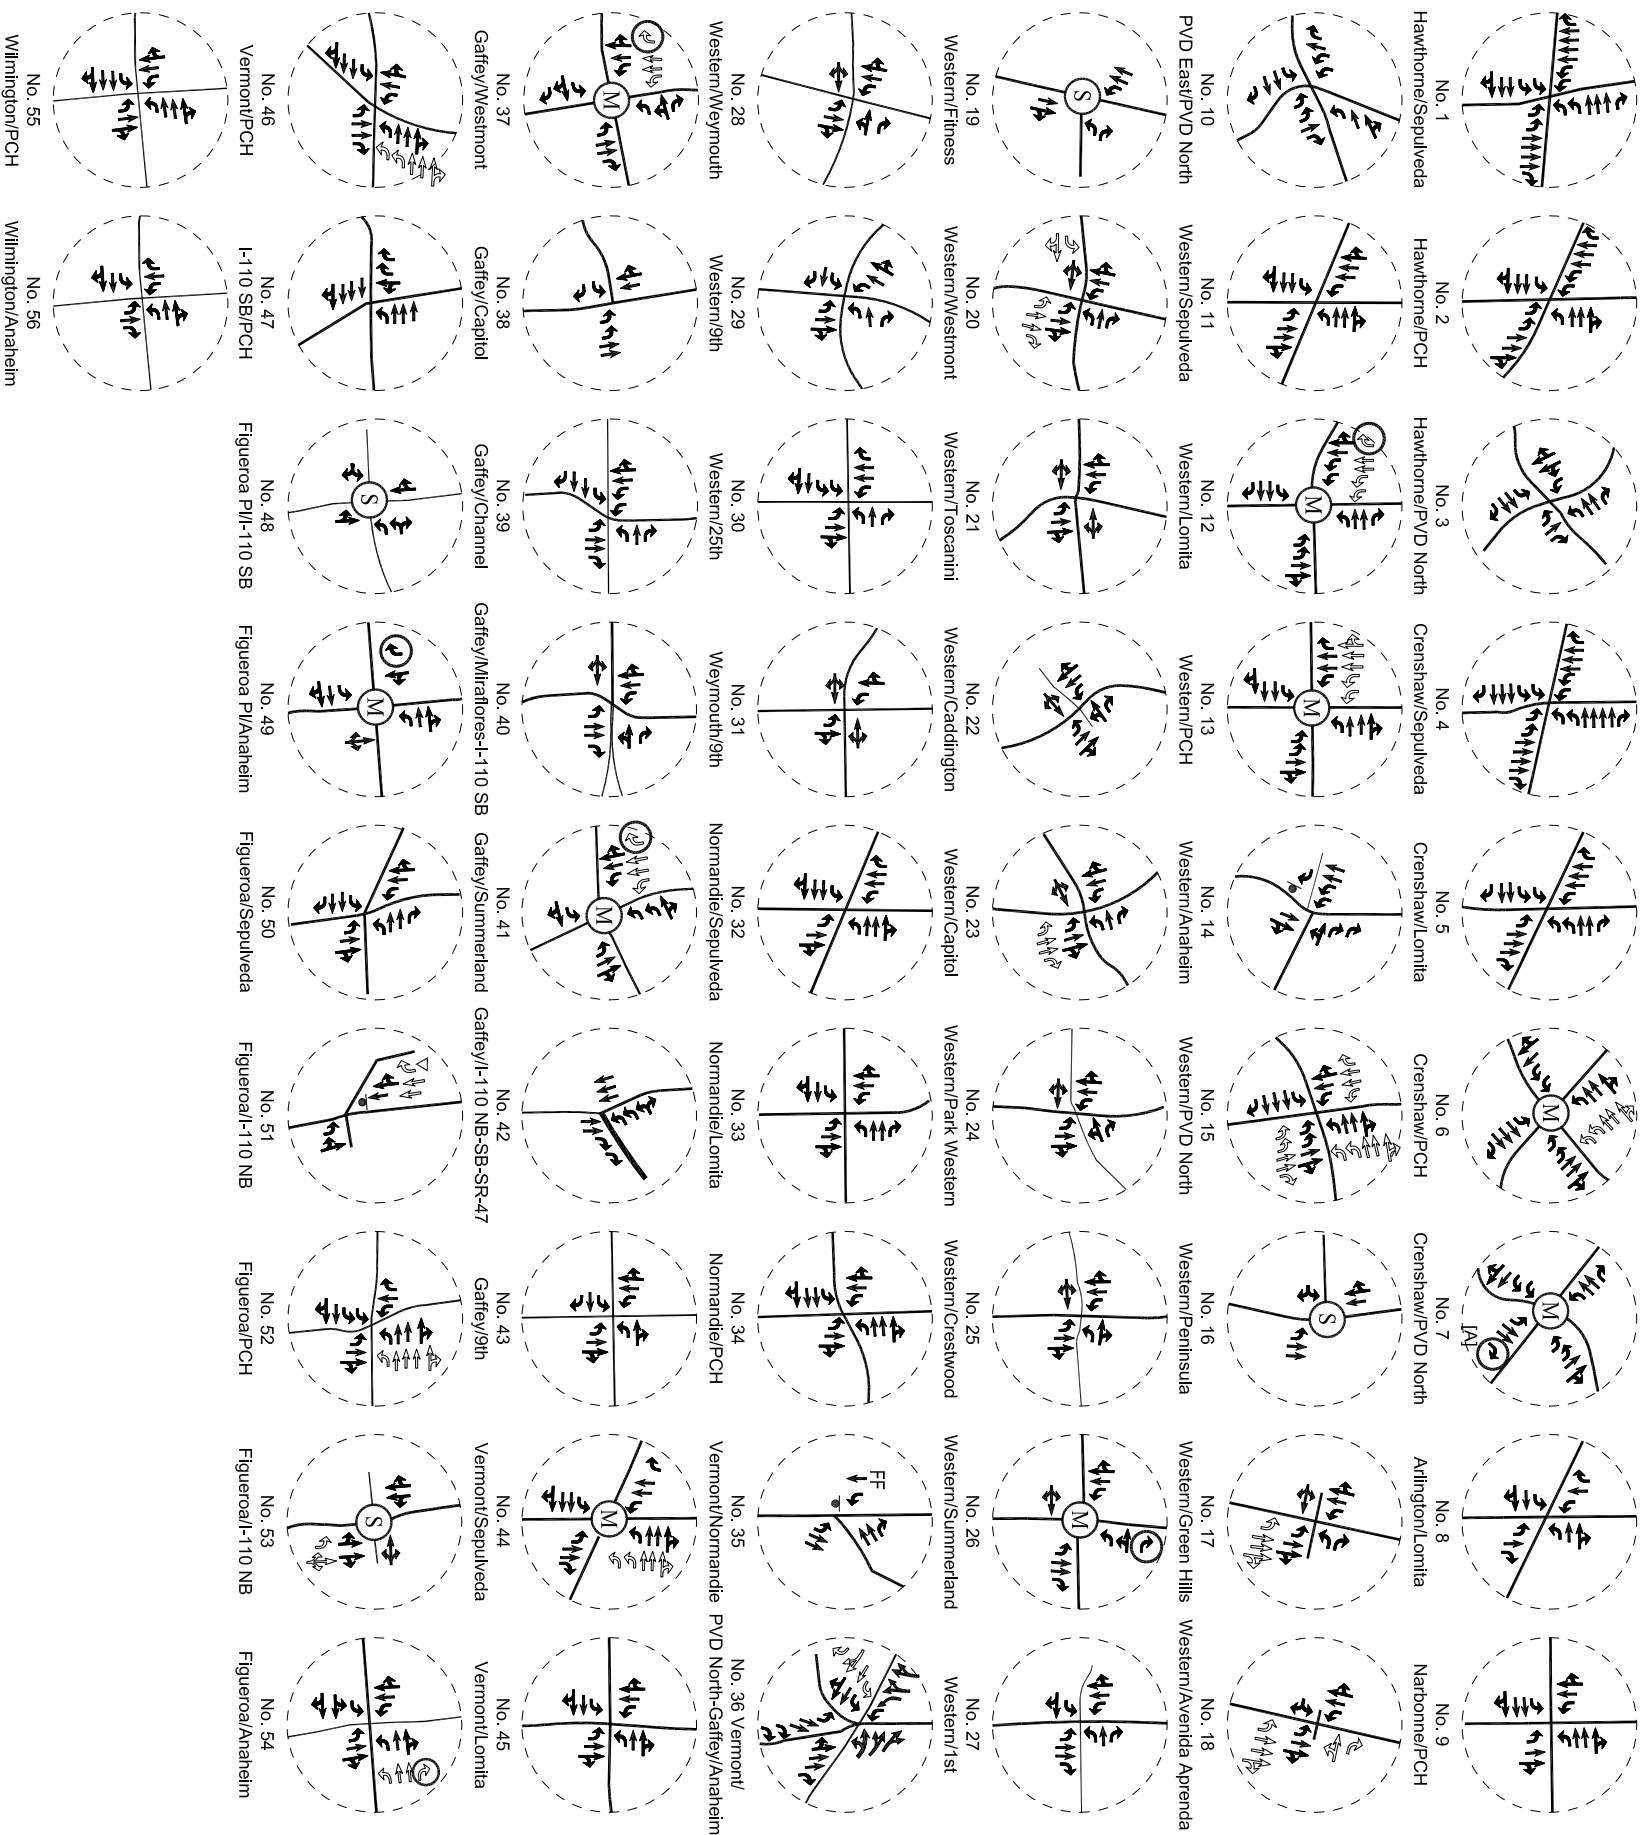 M
No. 1
Hawthorne/Sepulveda
No. 2
Hawthorne/PCH
No. 3
Hawthorne/PVD North
No. 4
Crenshaw/Sepulveda
No. 5
Crenshaw/Lomita
No. 6
Crenshaw/PCH
M
[A]
No. 7
Crenshaw/PVD North
No. 8
Arlington/Lomita
No. 9
Narbonne/PCH
No. 10
PVD East/PVD North
No. 11
Western/Sepulveda
M
No. 12
Western/Lomita
M
No. 13
Western/PCH
No. 14
Western/Anaheim
No. 15
Western/PVD North
S
No. 16
Western/Peninsula
No. 17
Western/Green Hills
No. 18
Western/Avenida Aprenda
S
No. 19
Western/Fitness
No. 20
Western/Westmont
No. 21
Western/Toscanini
No. 22
Western/Caddington
No. 23
Western/Capitol
No. 24
Western/Park Western
No. 25
Western/Crestwood
M
No. 26
Western/Summerland
No. 27
Western/1st
No. 28
Western/Weymouth
No. 29
Western/9th
No. 30
Western/25th
No. 31
Weymouth/9th
No. 32
Normandie/Sepulveda
No. 33
Normandie/Lomita
No. 34
Normandie/PCH
FF
No. 35
Vermont/Normandie
No. 36 Vermont/
PVD North-Gaffey/Anaheim
M
No. 37
Gaffey/Westmont
No. 38
Gaffey/Capitol
No. 39
Gaffey/Channel
No. 40
Gaffey/Miraflores-I-110 SB
M
No. 41
Gaffey/Summerland
No. 42
Gaffey/I-110 NB-SB-SR-47
No. 43
Gaffey/9th
M
No. 44
Vermont/Sepulveda
No. 45
Vermont/Lomita
No. 46
Vermont/PCH
No. 47
I-110 SB/PCH
S
No. 48
Figueroa Pl/I-110 SB
M
No. 49
Figueroa Pl/Anaheim
No. 50
Figueroa/Sepulveda
No. 51
Figueroa/I-110 NB
No. 52
Figueroa/PCH
S
No. 53
Figueroa/I-110 NB
No. 54
Figueroa/Anaheim
No. 55
Wilmington/PCH
No. 56
Wilmington/Anaheim